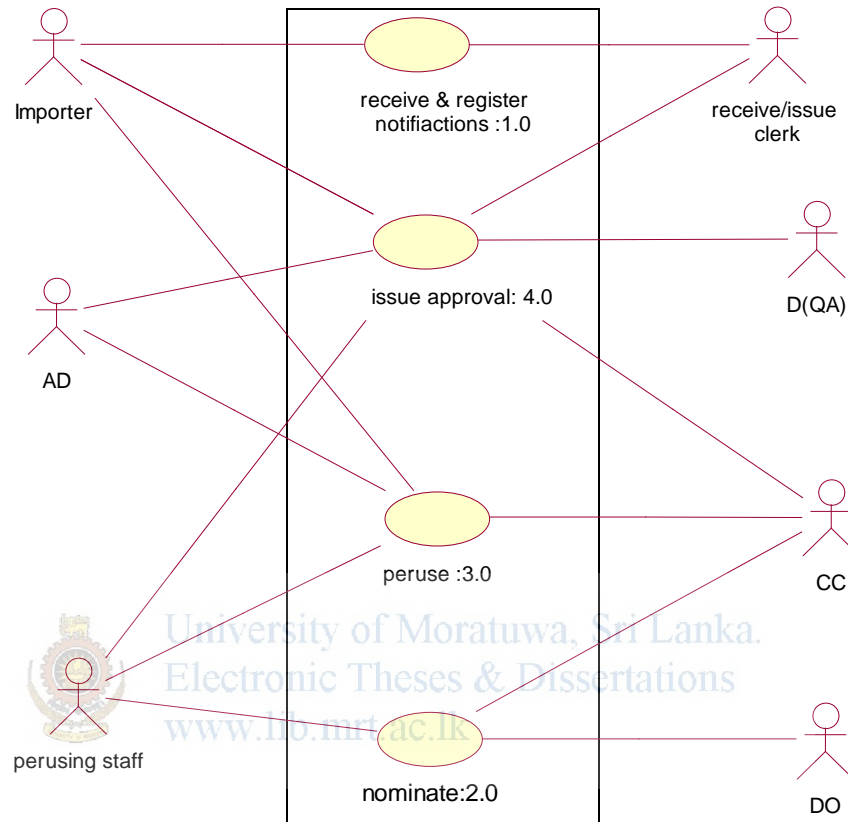 Importer
receive & register
notifiactions :1.0
receive/issue
clerk
issue approval: 4.0
D(QA)
AD
peruse :3.0
CC
University of Moratuwa, Sri Lanka.
Electronic Theses & Dissertations
www.lib.mrt.ac.lk
perusing staff
nominate:2.0
DO